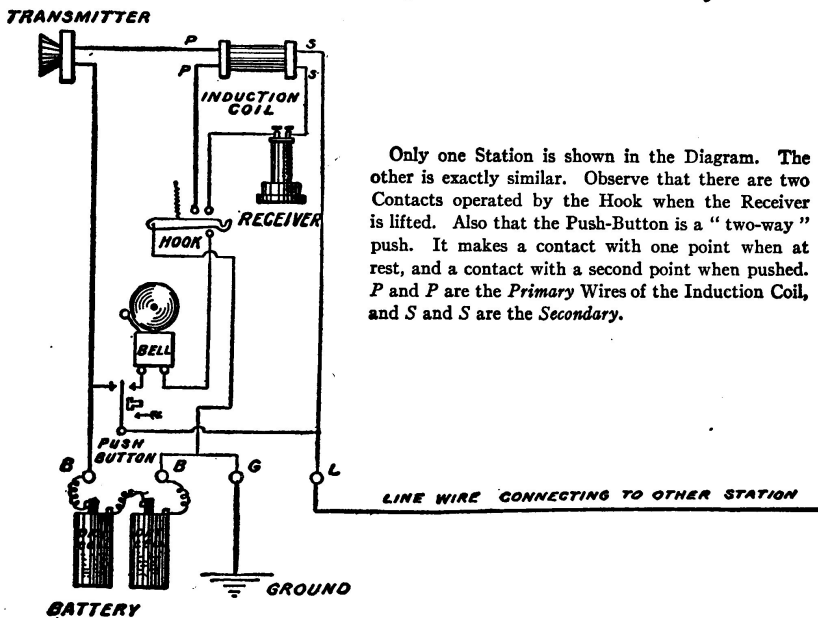 TRANSMITTER
P
S
P
S
INDUCTION
COIL
RECEIVER
HOOK
BELL
PUSH
BUTTON
B
B
G
L
LINE WIRE CONNECTING TO OTHER STATION
GROUND
BATTERY
Only one Station is shown in the Diagram. The
other is exactly similar. Observe that there are two
Contacts operated by the Hook when the Receiver
is lifted. Also that the Push-Button is a “ two-way ”
push. It makes a contact with one point when at
rest, and a contact with a second point when pushed.
P and P are the Primary Wires of the Induction Coil,
and S and S are the Secondary.